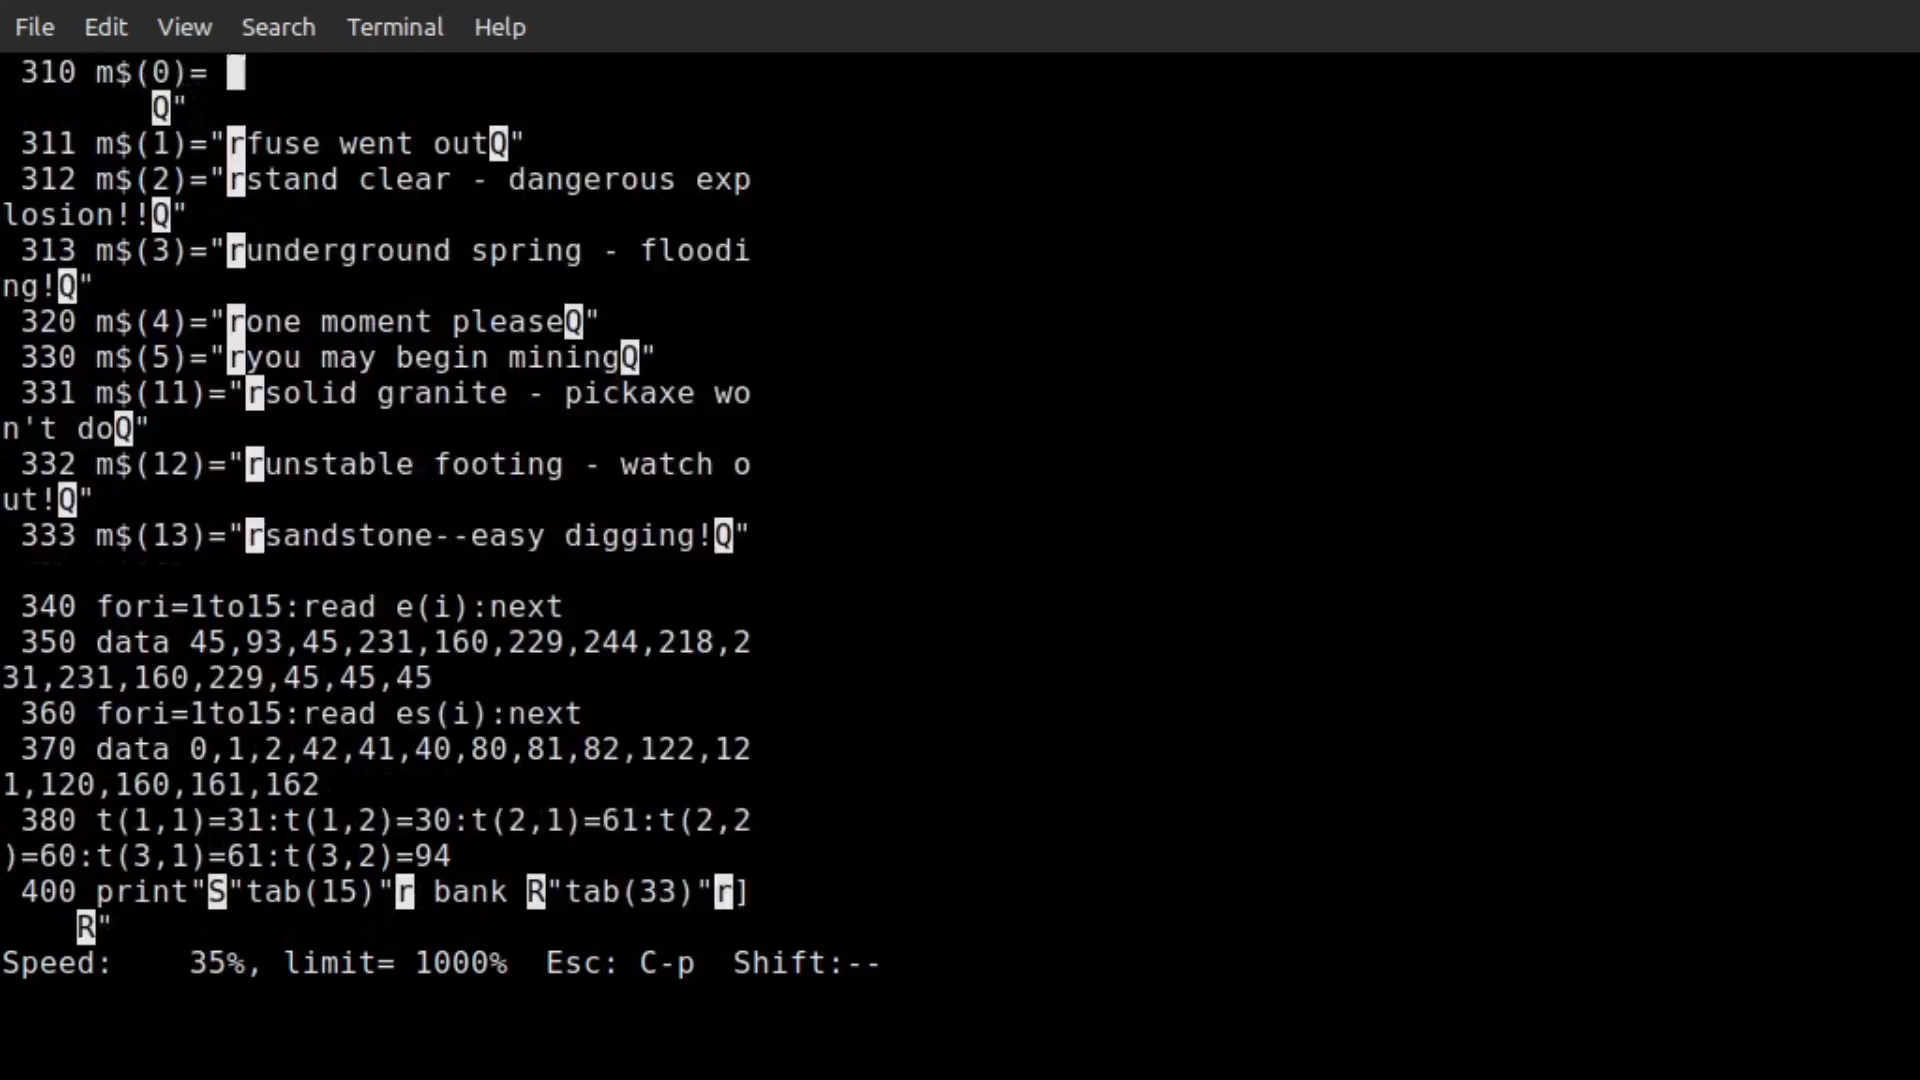 File Edit View Search Terminal Help
310 m$(0)=
Q"
311 m$(1)="rfuse went outQ"
312 m$(2)="rstand clear - dangerous exp
losion!!Q"
313 m$(3)="runderground spring - floodi
ng!Q"
320 m$(4)="rone moment pleaseQ"
330 m$(5)="ryou may begin miningQ"
331 m$(11)="rsolid granite - pickaxe wo
n't doQ"
332 m$(12)="runstable footing - watch o
ut!Q"
333 m$(13)="rsandstone--easy digging!Q"
340 fori=1to15:read e(i):next
350 data 45,93,45,231,160,229,244,218,2
31,231,160,229,45,45,45
360 fori=1to15:read es(i):next
370 data 0,1,2,42,41,40,80,81,82,122,12
1,120,160,161,162
380 t(1,1)=31:t(1,2)=30:t(2,1)=61:t(2,2
)=60:t(3,1)=61:t(3,2)=94
400 print"S"tab(15)"r bank R"tab(33)"r]
R"
Speed:    35%, limit= 1000%  Esc: C-p  Shift:--